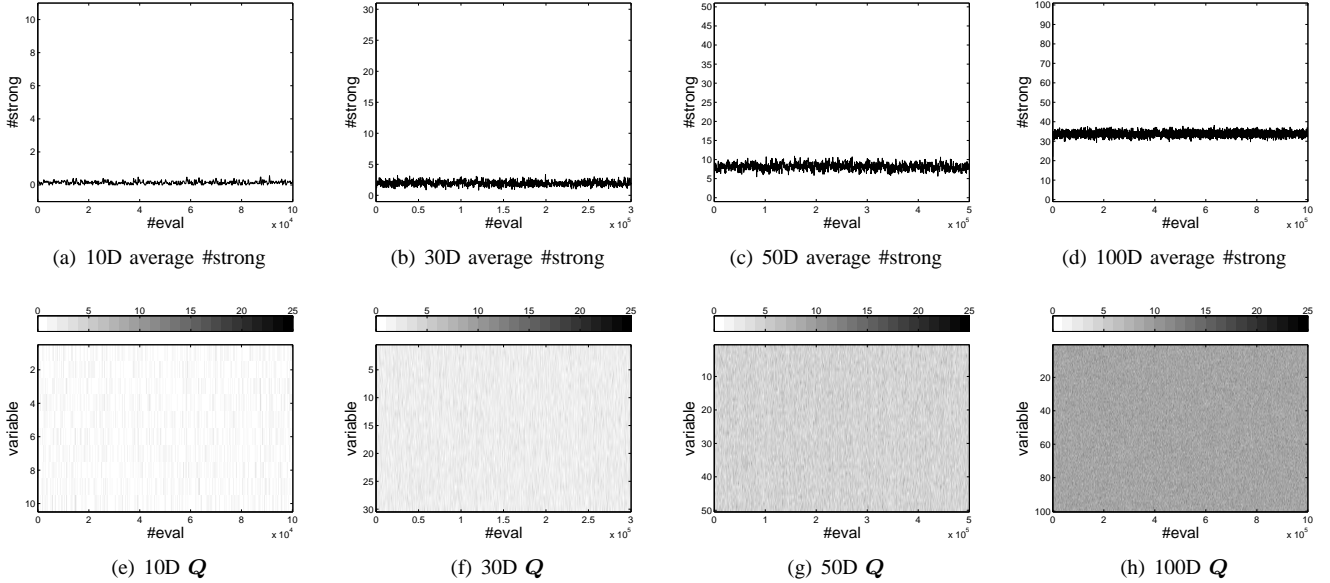 11
10
8
6
4
2
0
#strong
0 2 4 6 8 10
#eval x 10^4
(a) 10D average #strong
31
30
25
20
15
10
5
0
#strong
0 0.5 1 1.5 2 2.5 3
#eval x 10^5
(b) 30D average #strong
51
50
45
40
35
30
25
20
15
10
5
0
#strong
0 1 2 3 4 5
#eval x 10^5
(c) 50D average #strong
101
100
90
80
70
60
50
40
30
20
10
0
#strong
0 2 4 6 8 10
#eval x 10^5
(d) 100D average #strong
0 5 10 15 20 25
2
4
6
8
10
variable
0 2 4 6 8 10
#eval x 10^4
(e) 10D Q
0 5 10 15 20 25
5
10
15
20
25
30
variable
0 0.5 1 1.5 2 2.5 3
#eval x 10^5
(f) 30D Q
0 5 10 15 20 25
10
20
30
40
50
variable
0 1 2 3 4 5
#eval x 10^5
(g) 50D Q
0 5 10 15 20 25
20
40
60
80
100
variable
0 2 4 6 8 10
#eval x 10^5
(h) 100D Q